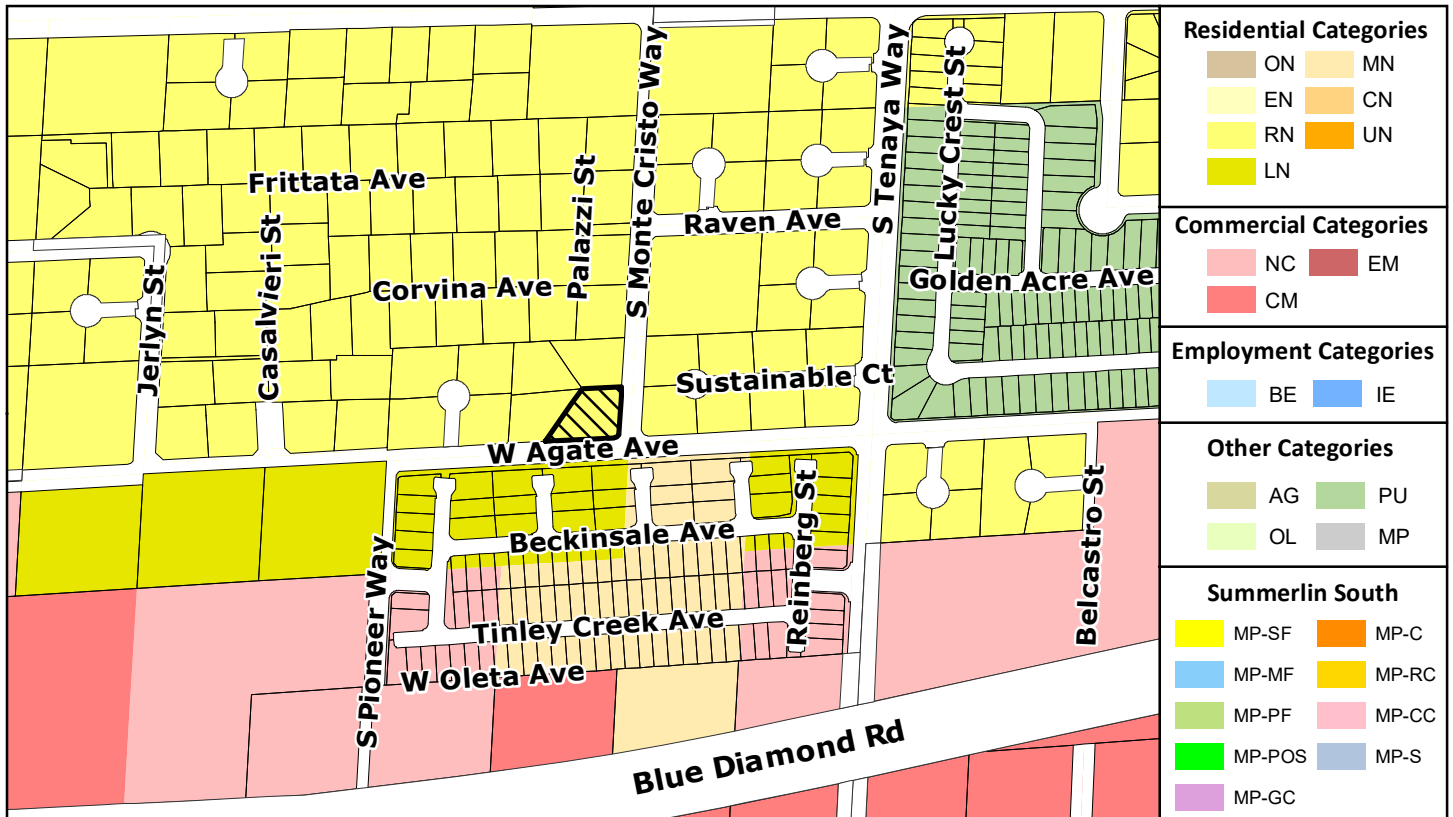 S Monte Cristo Way
S Tenaya Way
Lucky Crest St
Frittata Ave
Palazzi St
Raven Ave
Casalvieri St
Corvina Ave
Golden Acre Ave
Jerlyn St
Sustainable Ct
W Agate Ave
Reinberg St
Belcastro St
Beckinsale Ave
S Pioneer Way
Tinley Creek Ave
W Oleta Ave
Blue Diamond Rd
Residential Categories
ON MN
EN CN
RN UN
LN
Commercial Categories
NC EM
CM
Employment Categories
BE IE
Other Categories
AG PU
OL MP
Summerlin South
MP-SF MP-C
MP-MF MP-RC
MP-PF MP-CC
MP-POS MP-S
MP-GC